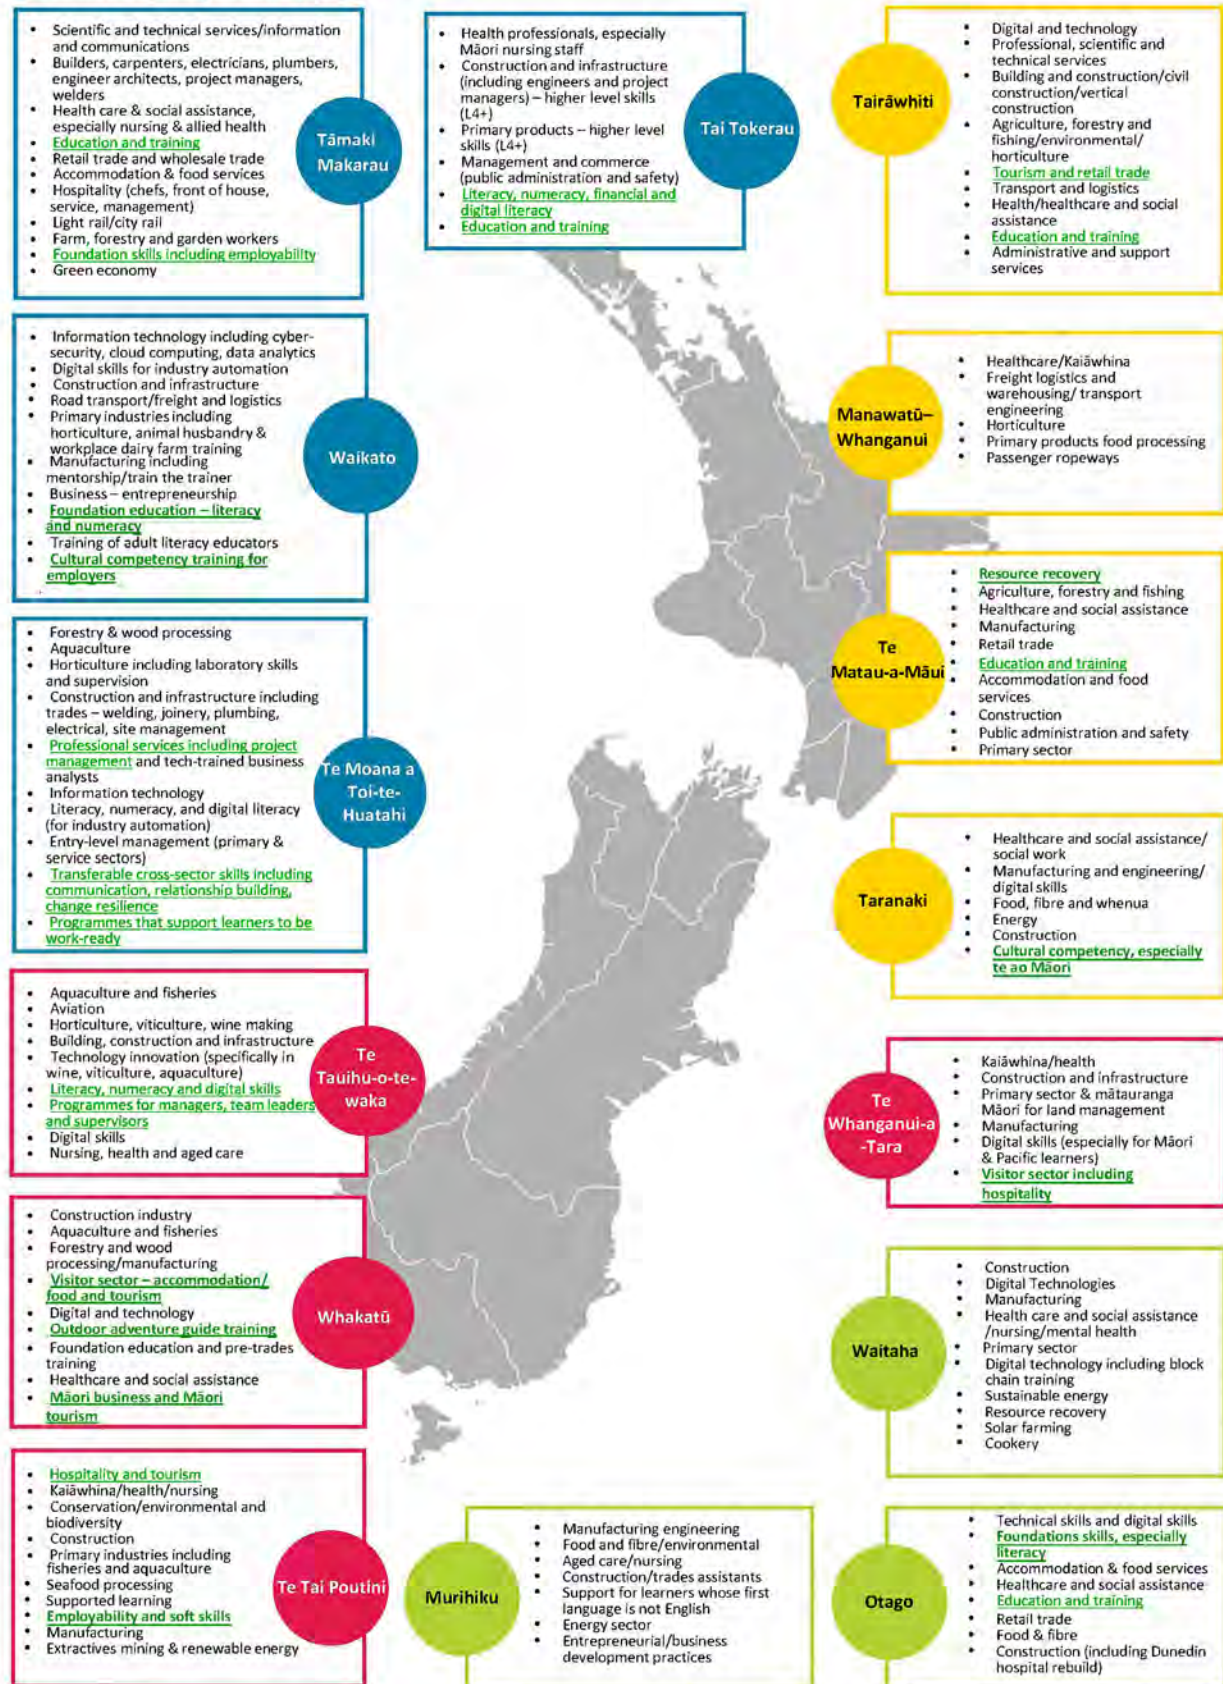 Scientific and technical services/information
and communications
Builders, carpenters, electricians, plumbers,
engineer architects, project managers,
welders
Health care & social assistance,
especially nursing & allied health
Education and training
Retail trade and wholesale trade
Accommodation & food services
Hospitality (chefs, front of house,
service, management)
Light rail/city rail
Farm, forestry and garden workers
Foundation skills including employability
Green economy
Tāmaki
Makarau
Health professionals, especially
Māori nursing staff
Construction and infrastructure
(including engineers and project
managers) – higher level skills
(L4+)
Primary products – higher level
skills (L4+)
Management and commerce
(public administration and safety)
Literacy, numeracy, financial and
digital literacy
Education and training
Tai Tokerau
Tairāwhiti
Digital and technology
Professional, scientific and
technical services
Building and construction/civil
construction/vertical
construction
Agriculture, forestry and
fishing/environmental/
horticulture
Tourism and retail trade
Transport and logistics
Health/healthcare and social
assistance
Education and training
Administrative and support
services
Information technology including cyber-
security, cloud computing, data analytics
Digital skills for industry automation
Construction and infrastructure
Road transport/freight and logistics
Primary industries including
horticulture, animal husbandry &
workplace dairy farm training
Manufacturing including
mentorship/train the trainer
Business – entrepreneurship
Foundation education – literacy
and numeracy
Training of adult literacy educators
Cultural competency training for
employers
Waikato
Manawatū–
Whanganui
Healthcare/Kaiāwhina
Freight logistics and
warehousing/ transport
engineering
Horticulture
Primary products food processing
Passenger ropeways
Forestry & wood processing
Aquaculture
Horticulture including laboratory skills
and supervision
Construction and infrastructure including
trades – welding, joinery, plumbing,
electrical, site management
Professional services including project
management and tech-trained business
analysts
Information technology
Literacy, numeracy, and digital literacy
(for industry automation)
Entry-level management (primary &
service sectors)
Transferable cross-sector skills including
communication, relationship building,
change resilience
Programmes that support learners to be
work-ready
Te Moana a
Toi-te-
Huatahi
Te
Matau-a-Māui
Resource recovery
Agriculture, forestry and fishing
Healthcare and social assistance
Manufacturing
Retail trade
Education and training
Accommodation and food
services
Construction
Public administration and safety
Primary sector
Taranaki
Healthcare and social assistance/
social work
Manufacturing and engineering/
digital skills
Food, fibre and whenua
Energy
Construction
Cultural competency, especially
te ao Māori
Aquaculture and fisheries
Aviation
Horticulture, viticulture, wine making
Building, construction and infrastructure
Technology innovation (specifically in
wine, viticulture, aquaculture)
Literacy, numeracy and digital skills
Programmes for managers, team leaders
and supervisors
Digital skills
Nursing, health and aged care
Te
Tauihu-o-te-
waka
Te
Whanganui-a
-Tara
Kaiāwhina/health
Construction and infrastructure
Primary sector & mātauranga
Māori for land management
Manufacturing
Digital skills (especially for Māori
& Pacific learners)
Visitor sector including
hospitality
Construction industry
Aquaculture and fisheries
Forestry and wood
processing/manufacturing
Visitor sector – accommodation/
food and tourism
Digital and technology
Outdoor adventure guide training
Foundation education and pre-trades
training
Healthcare and social assistance
Māori business and Māori
tourism
Whakatū
Waitaha
Construction
Digital Technologies
Manufacturing
Health care and social assistance
/nursing/mental health
Primary sector
Digital technology including block
chain training
Sustainable energy
Resource recovery
Solar farming
Cookery
Hospitality and tourism
Kaiāwhina/health/nursing
Conservation/environmental and
biodiversity
Construction
Primary industries including
fisheries and aquaculture
Seafood processing
Supported learning
Employability and soft skills
Manufacturing
Extractives mining & renewable energy
Te Tai Poutini
Murihiku
Manufacturing engineering
Food and fibre/environmental
Aged care/nursing
Construction/trades assistants
Support for learners whose first
language is not English
Energy sector
Entrepreneurial/business
development practices
Otago
Technical skills and digital skills
Foundations skills, especially
literacy
Accommodation & food services
Healthcare and social assistance
Education and training
Retail trade
Food & fibre
Construction (including Dunedin
hospital rebuild)